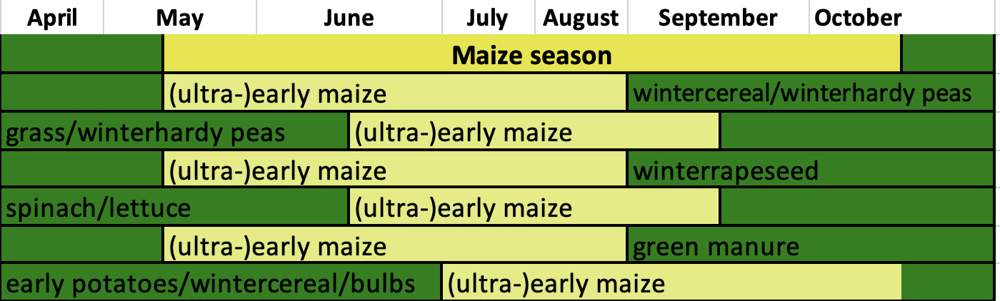 April May June July August September October
Maize season
(ultra-)early maize wintercereal/winterhardy peas
grass/winterhardy peas (ultra-)early maize
(ultra-)early maize winterrapeseed
spinach/lettuce (ultra-)early maize
(ultra-)early maize green manure
early potatoes/wintercereal/bulbs (ultra-)early maize